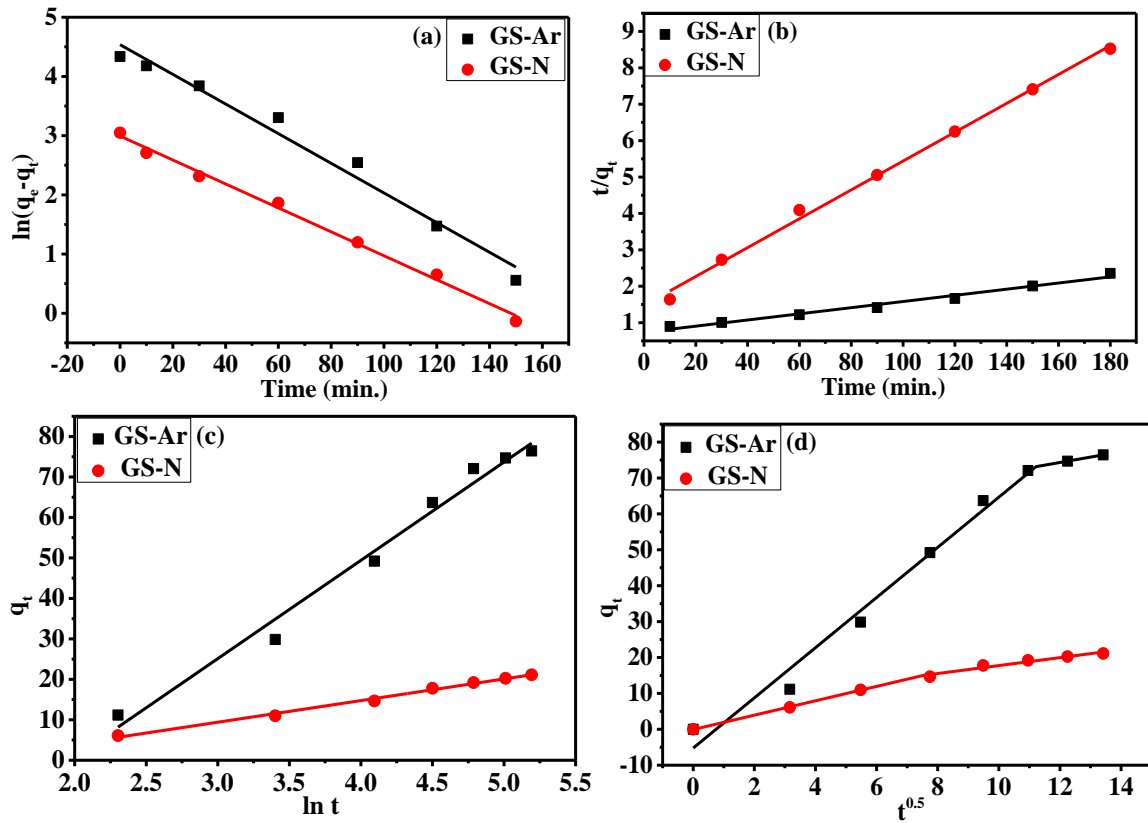 (a)
GS-Ar
GS-N
ln(qₑ-qₜ)
5
4
3
2
1
0
-20 0 20 40 60 80 100 120 140 160
Time (min.)
(b)
GS-Ar
GS-N
t/qₜ
9
8
7
6
5
4
3
2
1
0 20 40 60 80 100 120 140 160 180
Time (min.)
(c)
GS-Ar
GS-N
qₜ
80
70
60
50
40
30
20
10
0
2.0 2.5 3.0 3.5 4.0 4.5 5.0 5.5
ln t
(d)
GS-Ar
GS-N
qₜ
80
70
60
50
40
30
20
10
0
-10
0 2 4 6 8 10 12 14
t⁰·⁵